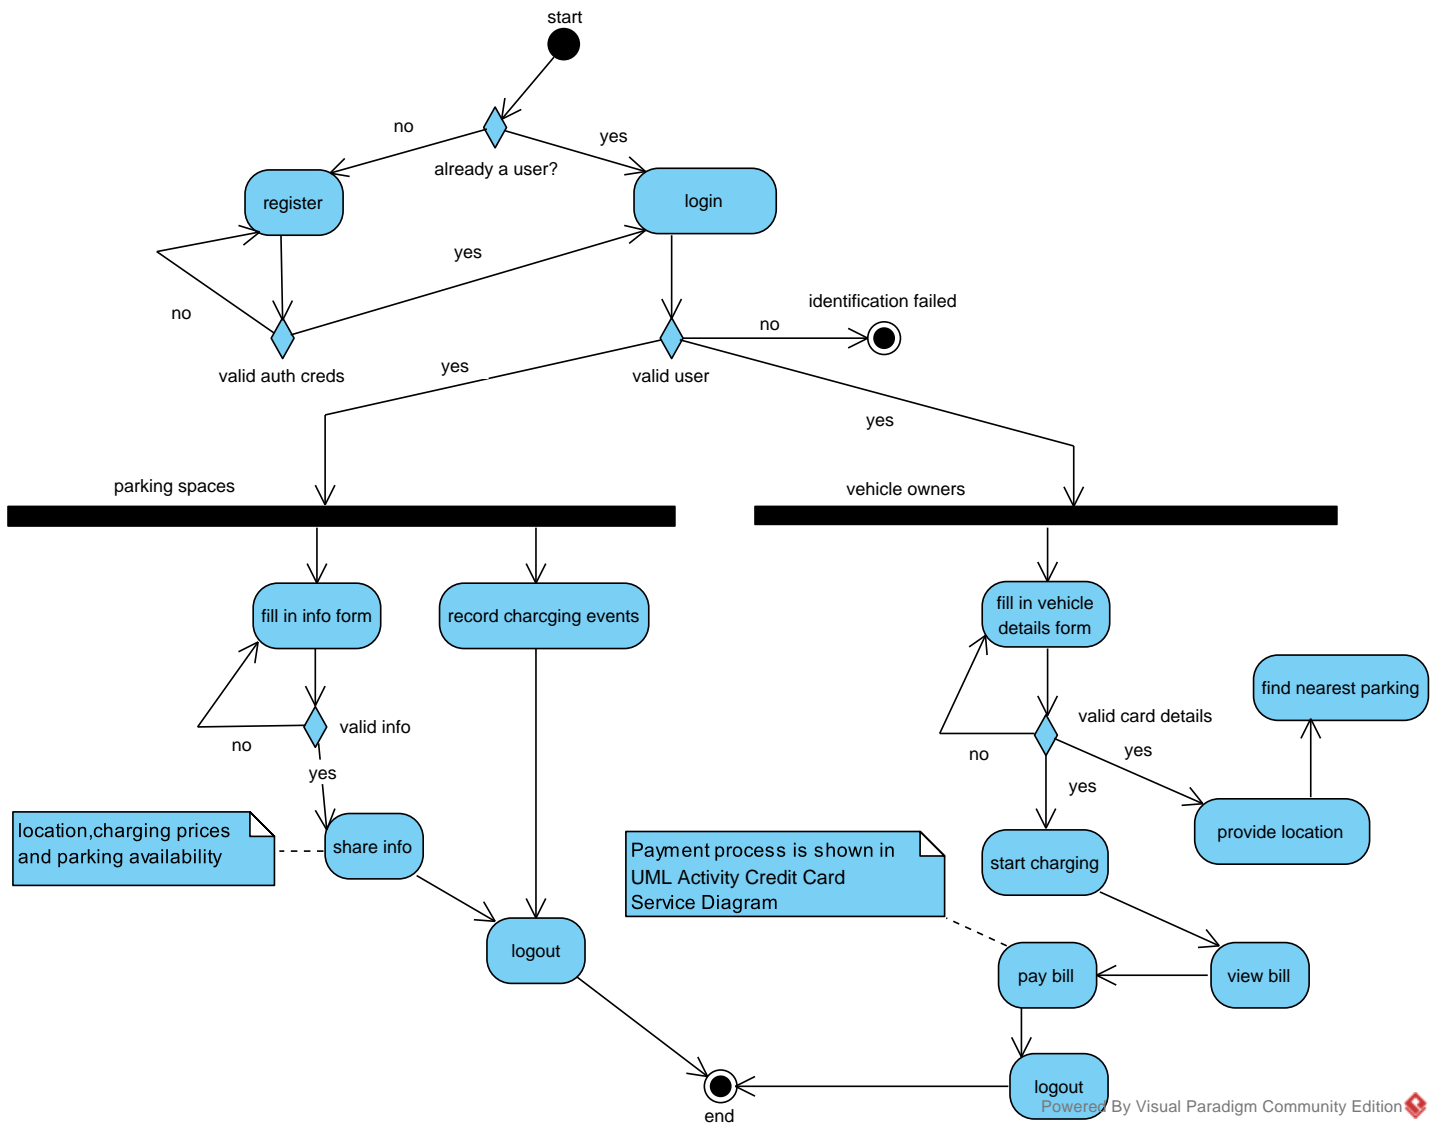 start
no
yes
already a user?
register
login
yes
no
identification failed
no
valid auth creds
yes
valid user
yes
parking spaces
vehicle owners
fill in info form
record charcging events
fill in vehicle
details form
find nearest parking
valid info
no
valid card details
no
yes
yes
yes
location,charging prices
and parking availability
share info
Payment process is shown in
UML Activity Credit Card
Service Diagram
start charging
provide location
logout
pay bill
view bill
logout
end
Powered By Visual Paradigm Community Edition